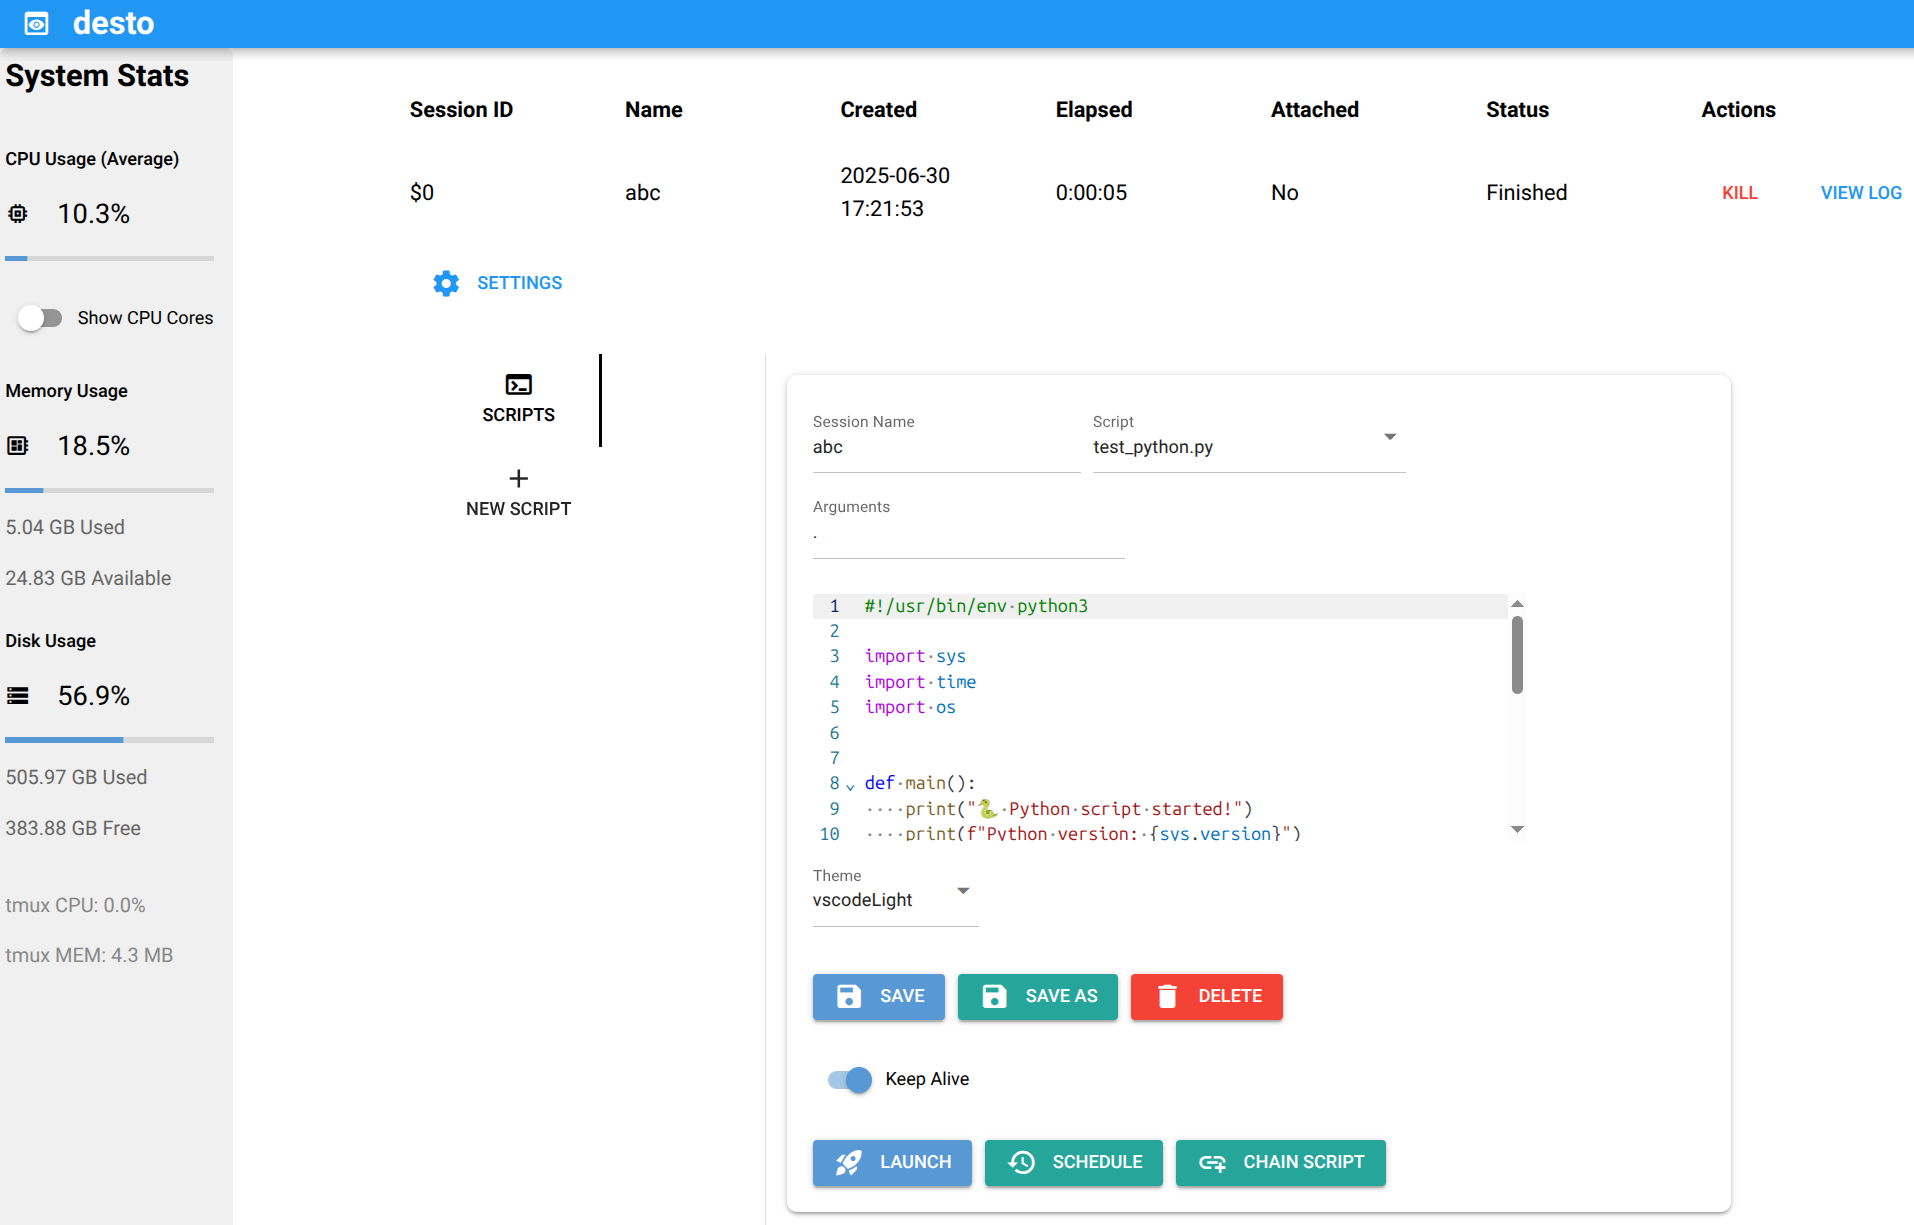 desto
System Stats
CPU Usage (Average)
10.3%
Show CPU Cores
Memory Usage
18.5%
5.04 GB Used
24.83 GB Available
Disk Usage
56.9%
505.97 GB Used
383.88 GB Free
tmux CPU: 0.0%
tmux MEM: 4.3 MB
Session ID Name Created Elapsed Attached Status Actions
$0 abc 2025-06-30 17:21:53 0:00:05 No Finished KILL VIEW LOG
SETTINGS
SCRIPTS
NEW SCRIPT
Session Name Script
abc test_python.py
Arguments
.
1 #!/usr/bin/env·python3
2
3 import·sys
4 import·time
5 import·os
6
7
8 def·main():
9 ····print("🐍·Python·script·started!")
10 ····print(f"Python·version:·{sys.version}")
Theme
vscodeLight
SAVE SAVE AS DELETE
Keep Alive
LAUNCH SCHEDULE CHAIN SCRIPT